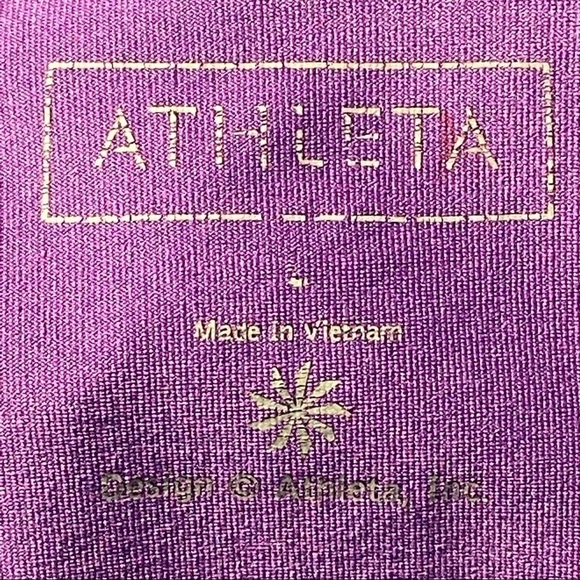 ATHLETA
L
Made In Vietnam
Design © Athleta, Inc.